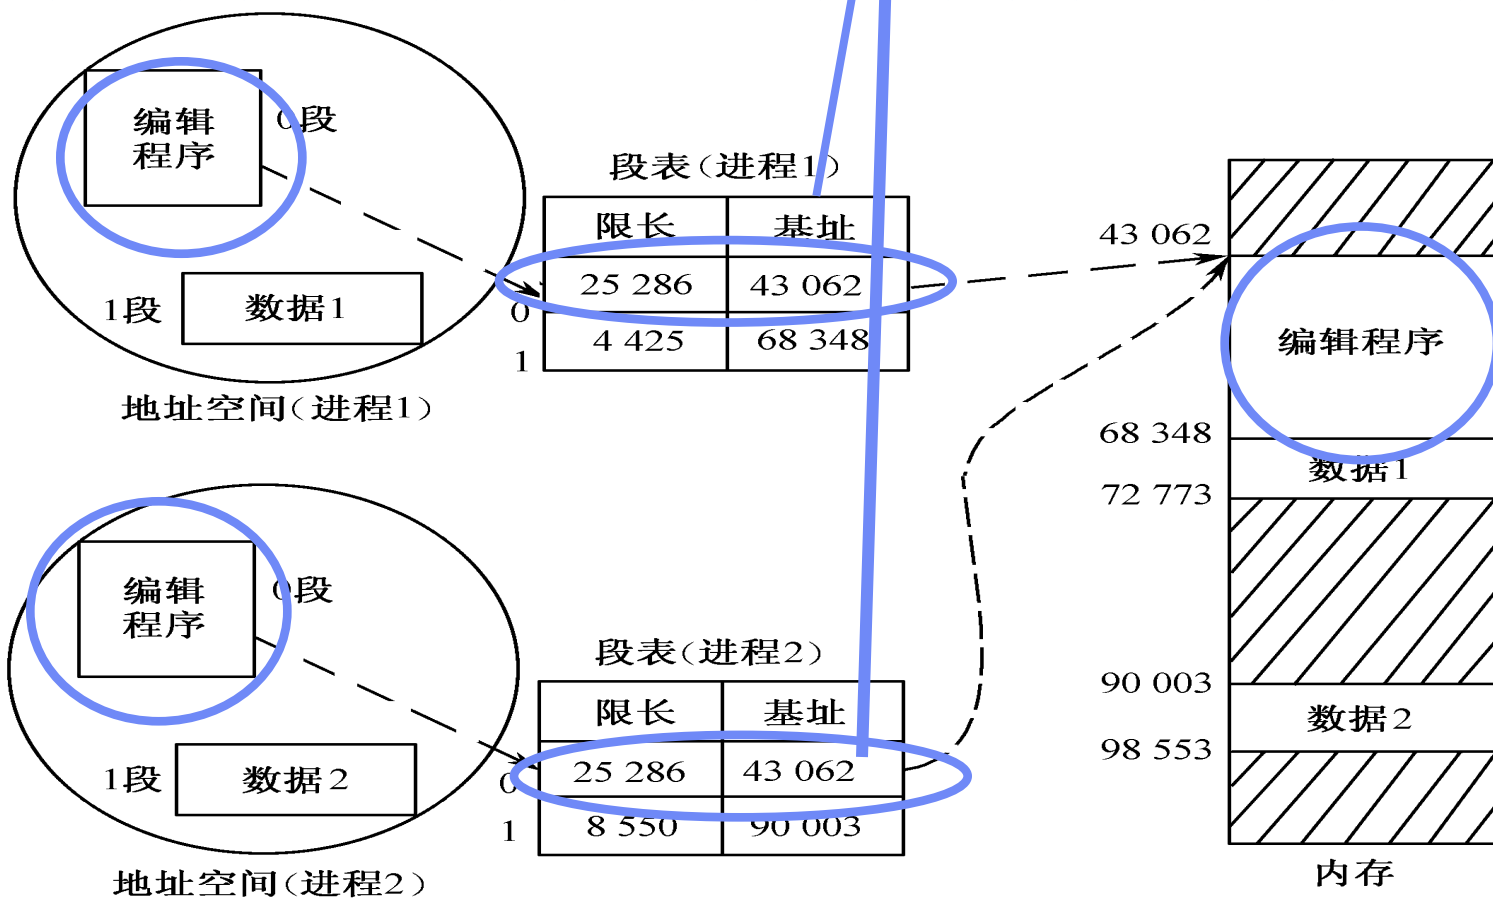 编辑
程序
0段
1段
数据1
地址空间(进程1)
段表(进程1)
限长 基址
0 25 286 43 062
1 4 425 68 348
编辑
程序
0段
1段
数据2
地址空间(进程2)
段表(进程2)
限长 基址
0 25 286 43 062
1 8 550 90 003
43 062
编辑程序
68 348
数据1
72 773
90 003
数据2
98 553
内存